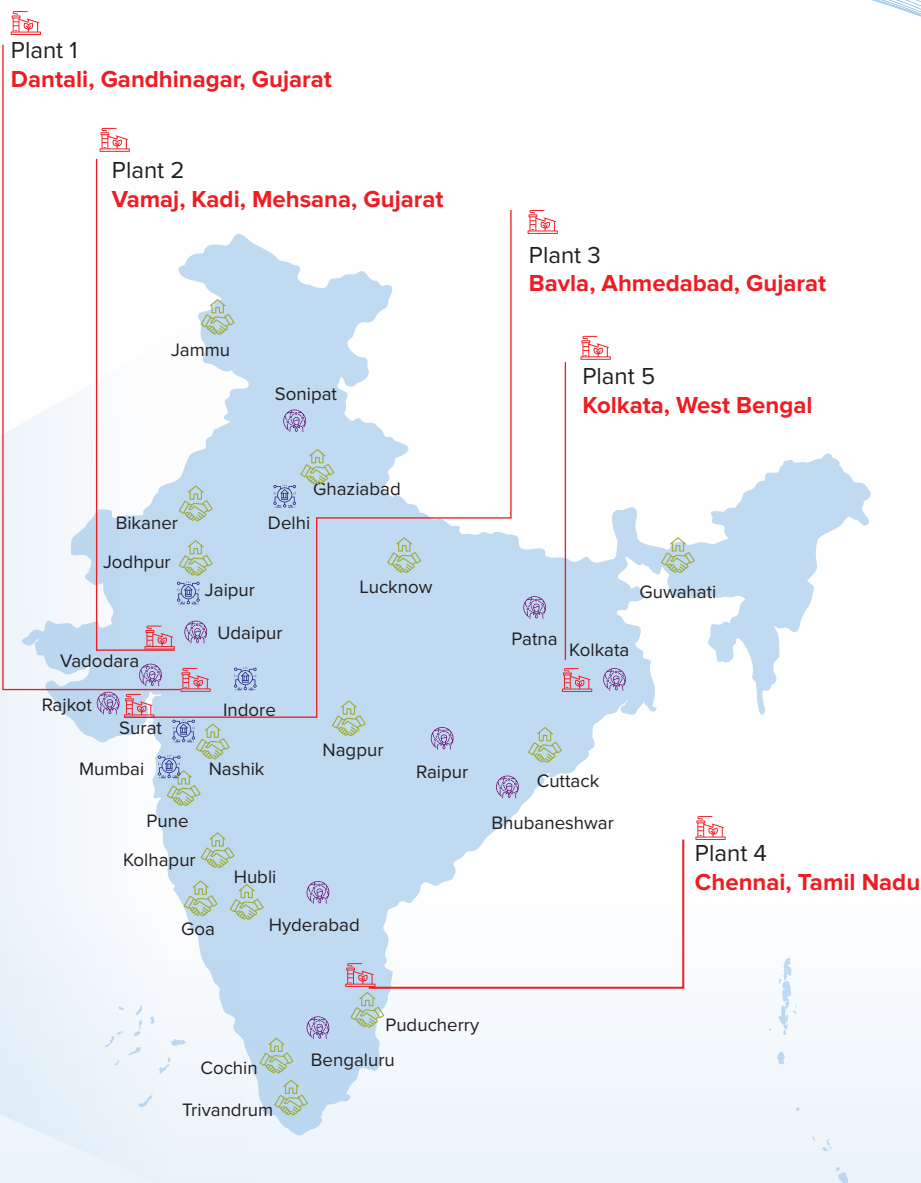 Plant 1
Dantali, Gandhinagar, Gujarat
Plant 2
Vamaj, Kadi, Mehsana, Gujarat
Plant 3
Bavla, Ahmedabad, Gujarat
Jammu
Plant 5
Kolkata, West Bengal
Sonipat
Ghaziabad
Bikaner
Delhi
Jodhpur
Jaipur
Lucknow
Guwahati
Udaipur
Patna
Kolkata
Vadodara
Rajkot
Indore
Surat
Nagpur
Mumbai
Nashik
Raipur
Cuttack
Pune
Bhubaneshwar
Plant 4
Chennai, Tamil Nadu
Kolhapur
Hubli
Goa
Hyderabad
Puducherry
Bengaluru
Cochin
Trivandrum